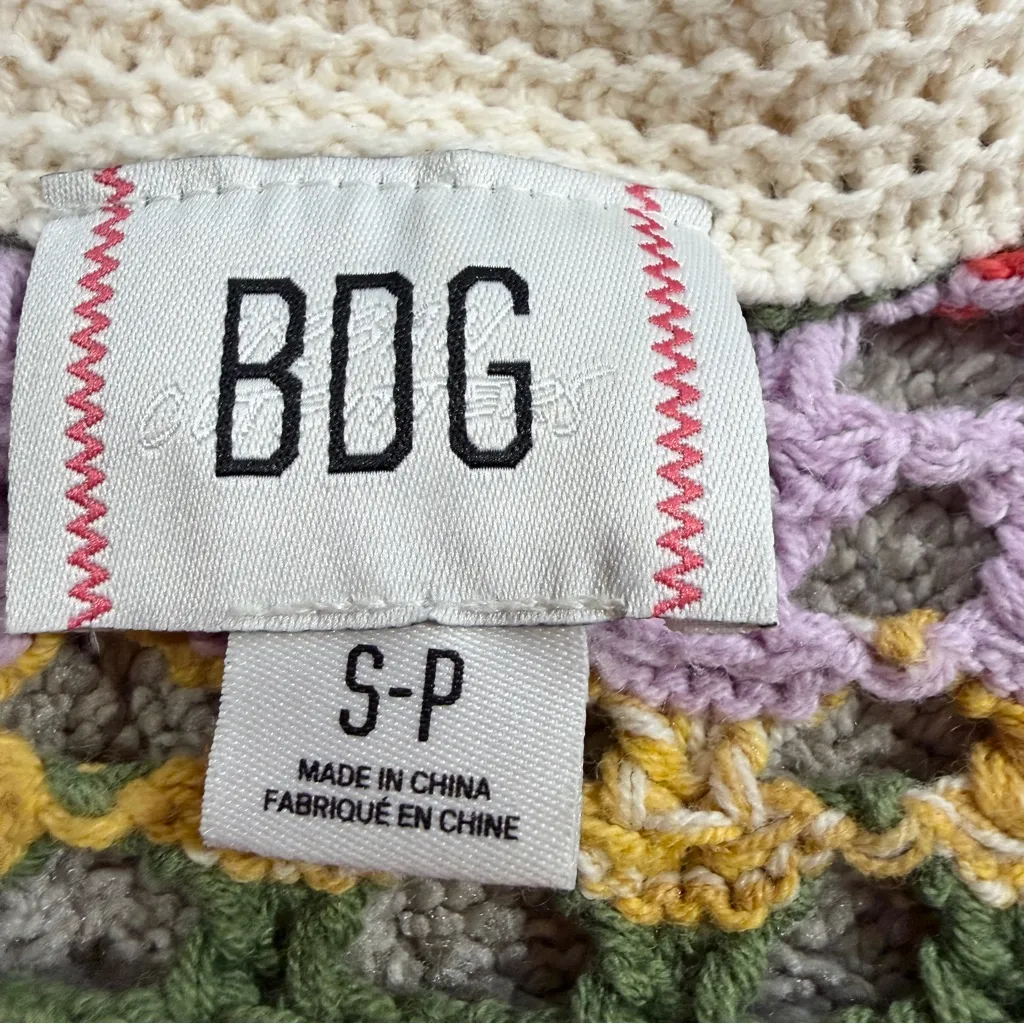 BDG
S-P
MADE IN CHINA
FABRIQUÉ EN CHINE